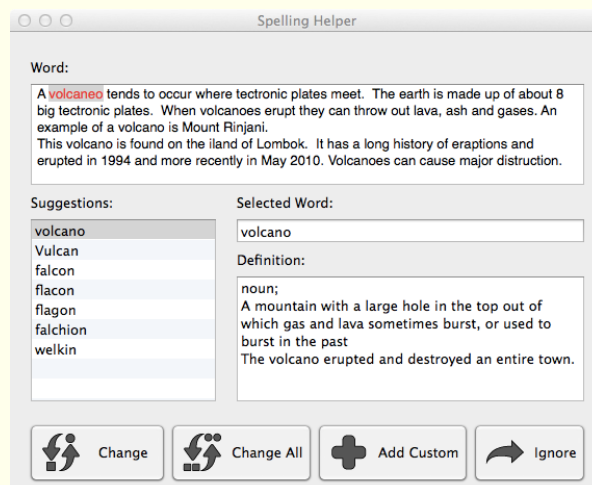 Spelling Helper
Word:
A volcaneo tends to occur where tectronic plates meet.  The earth is made up of about 8
big tectronic plates.  When volcanoes erupt they can throw out lava, ash and gases. An
example of a volcano is Mount Rinjani.
This volcano is found on the iland of Lombok.  It has a long history of eraptions and
erupted in 1994 and more recently in May 2010. Volcanoes can cause major distruction.
Suggestions:
volcano
Vulcan
falcon
flacon
flagon
falchion
welkin
Selected Word:
volcano
Definition:
noun;
A mountain with a large hole in the top out of
which gas and lava sometimes burst, or used to
burst in the past
The volcano erupted and destroyed an entire town.
Change
Change All
Add Custom
Ignore